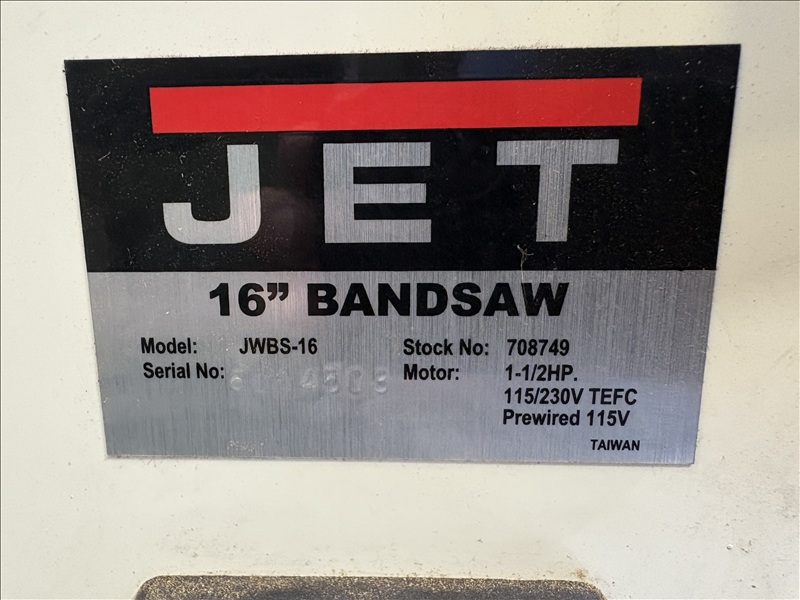 JET
16” BANDSAW
Model: JWBS-16
Serial No:
Stock No: 708749
Motor: 1-1/2HP.
115/230V TEFC
Prewired 115V
TAIWAN